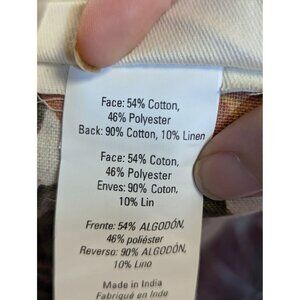 Face: 54% Cotton,
46% Polyester
Back: 90% Cotton, 10% Linen
Face: 54% Coton,
46% Polyester
Enves: 90% Coton,
10% Lin
Frente: 54% ALGODÓN,
46% poliéster
Reverso: 90% ALGODÓN,
10% Lino
Made in India
Fabriqué en Inde